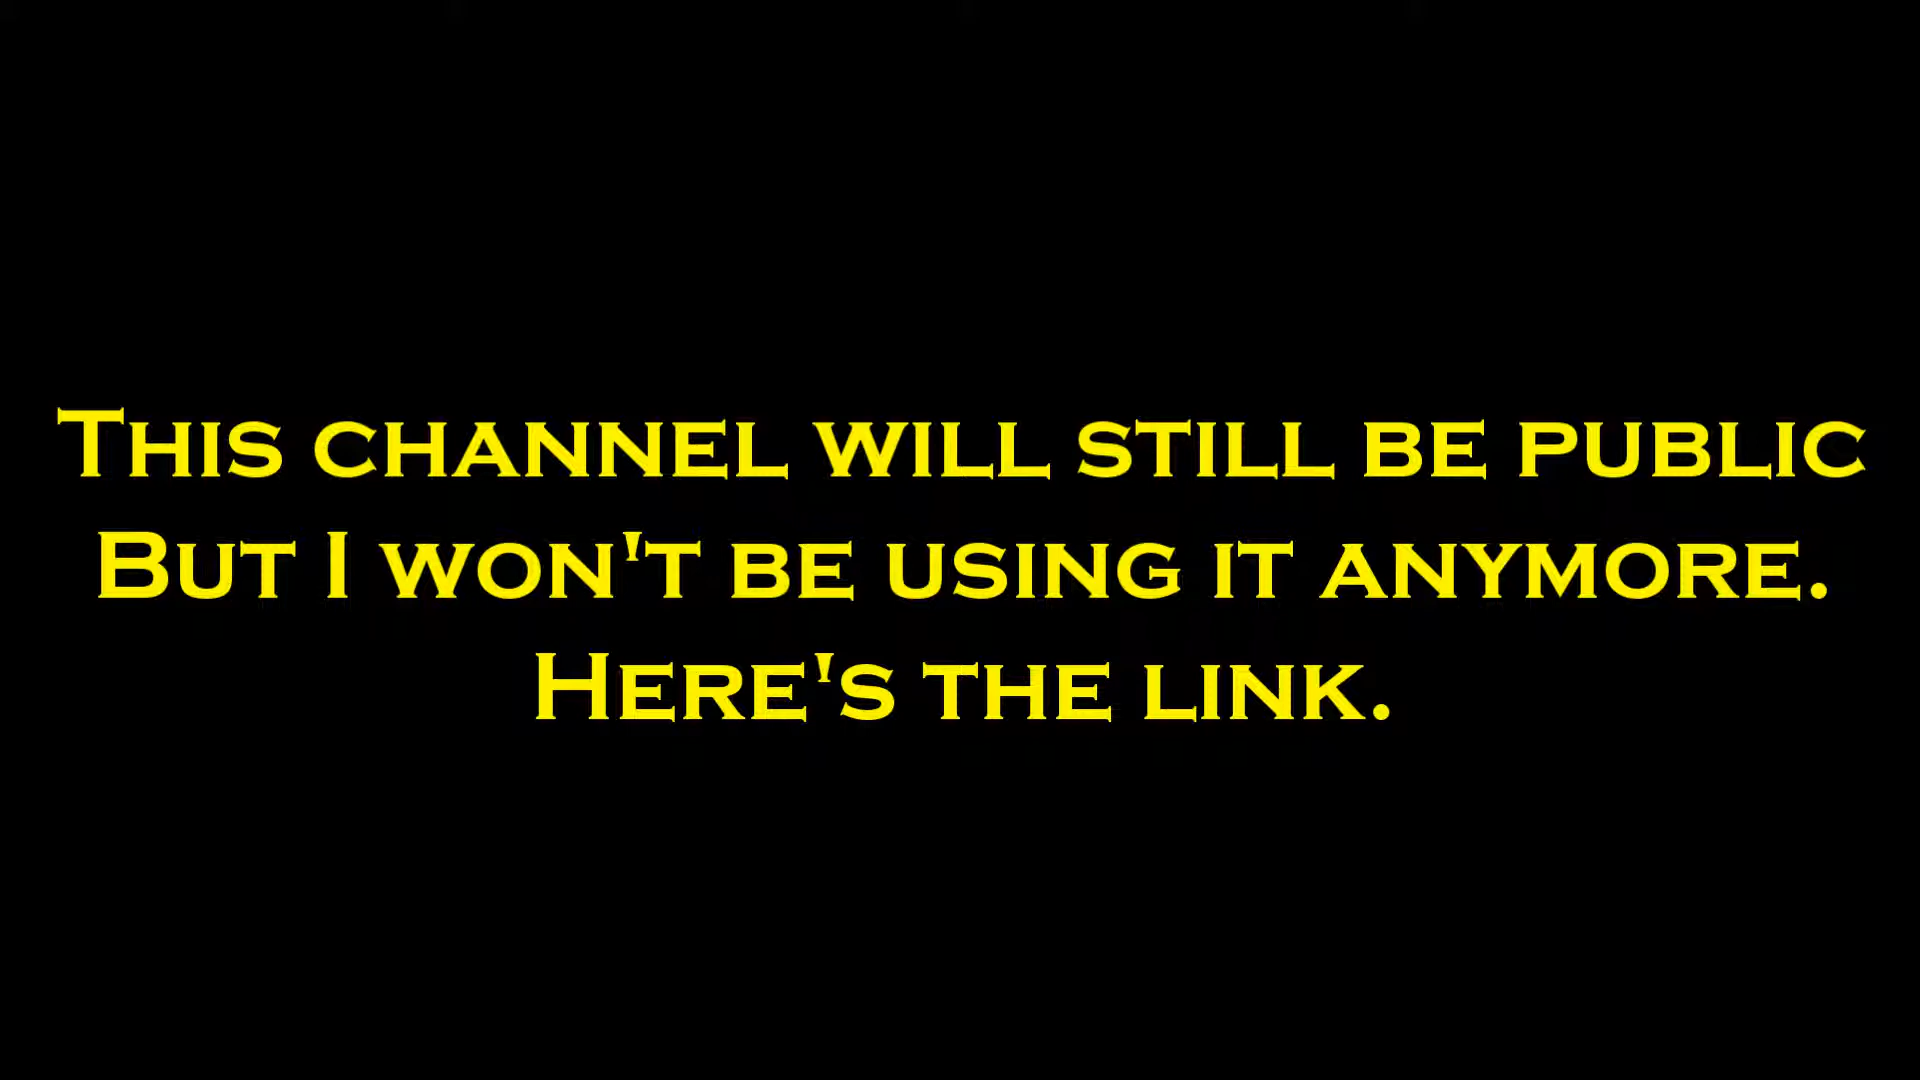 This channel will still be public
But I won't be using it anymore.
Here's the link.